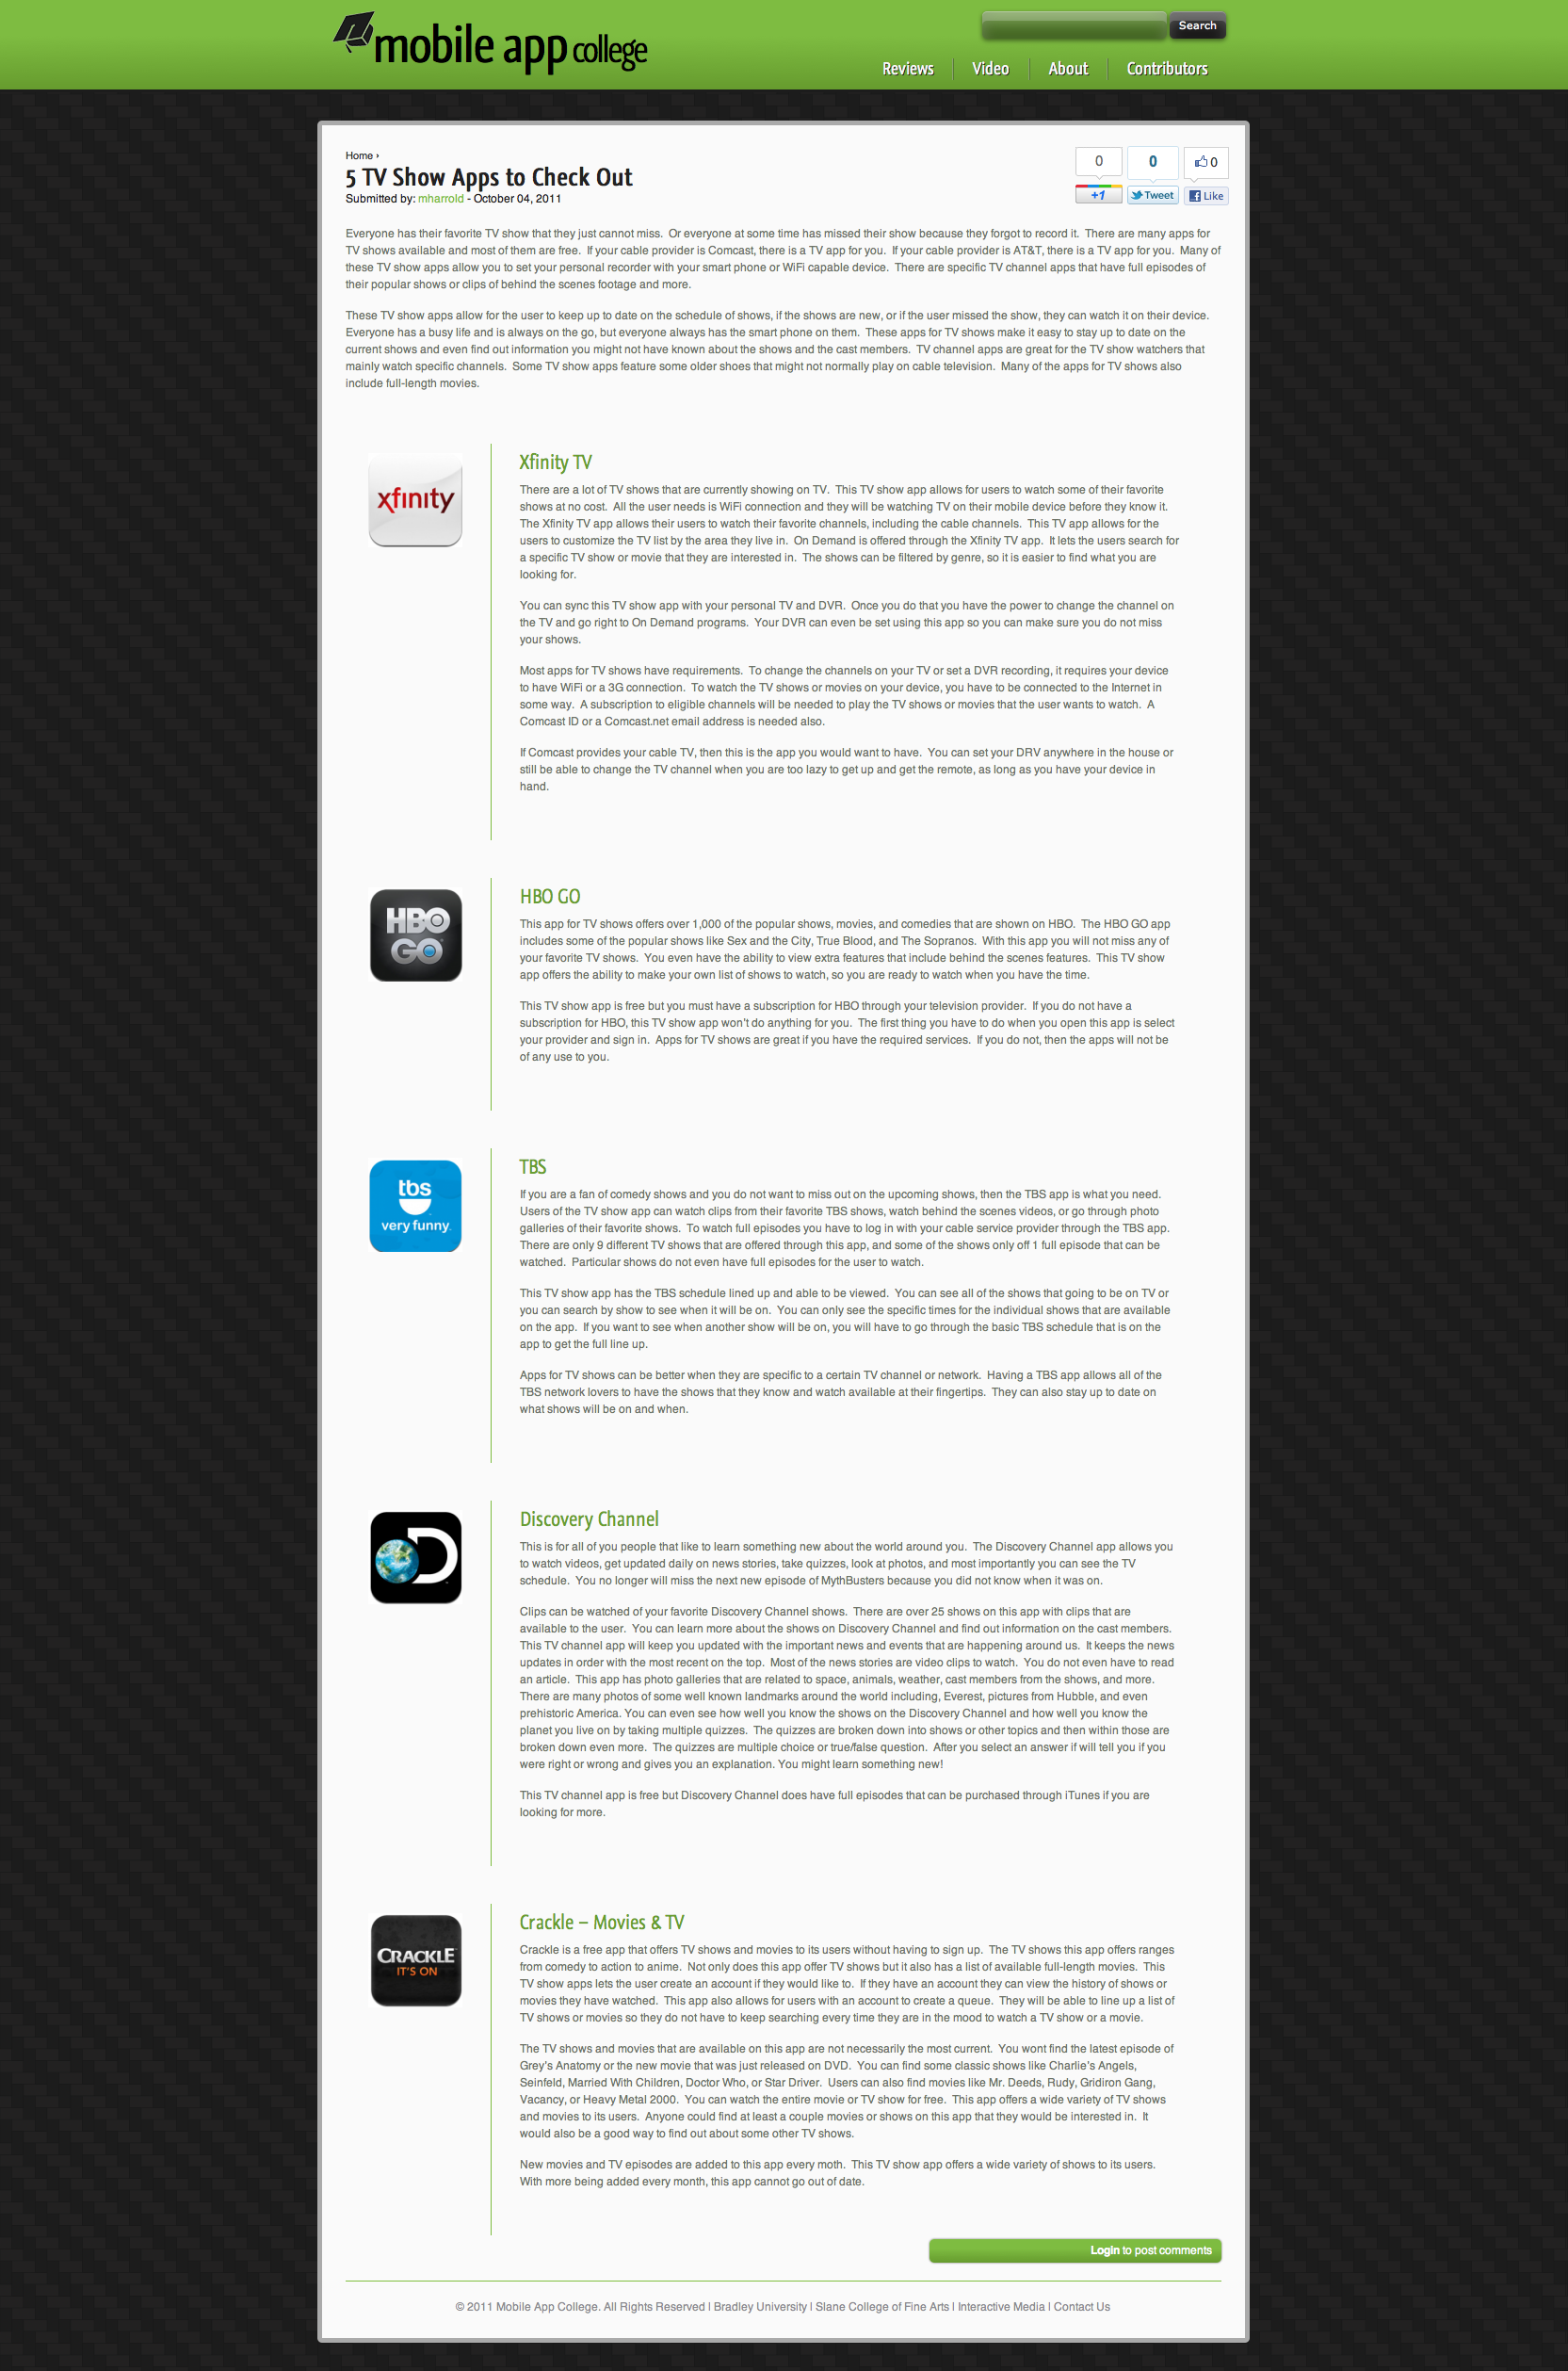 mobile app college
Search
Reviews
Video
About
Contributors
Home ›
5 TV Show Apps to Check Out
Submitted by: mharrold - October 04, 2011
0
0
0
+1
Tweet
Like
Everyone has their favorite TV show that they just cannot miss.  Or everyone at some time has missed their show because they forgot to record it.  There are many apps for
TV shows available and most of them are free.  If your cable provider is Comcast, there is a TV app for you.  If your cable provider is AT&T, there is a TV app for you.  Many of
these TV show apps allow you to set your personal recorder with your smart phone or WiFi capable device.  There are specific TV channel apps that have full episodes of
their popular shows or clips of behind the scenes footage and more.
These TV show apps allow for the user to keep up to date on the schedule of shows, if the shows are new, or if the user missed the show, they can watch it on their device.
Everyone has a busy life and is always on the go, but everyone always has the smart phone on them.  These apps for TV shows make it easy to stay up to date on the
current shows and even find out information you might not have known about the shows and the cast members.  TV channel apps are great for the TV show watchers that
mainly watch specific channels.  Some TV show apps feature some older shoes that might not normally play on cable television.  Many of the apps for TV shows also
include full-length movies.
xfinity
Xfinity TV
There are a lot of TV shows that are currently showing on TV.  This TV show app allows for users to watch some of their favorite
shows at no cost.  All the user needs is WiFi connection and they will be watching TV on their mobile device before they know it.
The Xfinity TV app allows their users to watch their favorite channels, including the cable channels.  This TV app allows for the
users to customize the TV list by the area they live in.  On Demand is offered through the Xfinity TV app.  It lets the users search for
a specific TV show or movie that they are interested in.  The shows can be filtered by genre, so it is easier to find what you are
looking for.
You can sync this TV show app with your personal TV and DVR.  Once you do that you have the power to change the channel on
the TV and go right to On Demand programs.  Your DVR can even be set using this app so you can make sure you do not miss
your shows.
Most apps for TV shows have requirements.  To change the channels on your TV or set a DVR recording, it requires your device
to have WiFi or a 3G connection.  To watch the TV shows or movies on your device, you have to be connected to the Internet in
some way.  A subscription to eligible channels will be needed to play the TV shows or movies that the user wants to watch.  A
Comcast ID or a Comcast.net email address is needed also.
If Comcast provides your cable TV, then this is the app you would want to have.  You can set your DRV anywhere in the house or
still be able to change the TV channel when you are too lazy to get up and get the remote, as long as you have your device in
hand.
HBO
GO
HBO GO
This app for TV shows offers over 1,000 of the popular shows, movies, and comedies that are shown on HBO.  The HBO GO app
includes some of the popular shows like Sex and the City, True Blood, and The Sopranos.  With this app you will not miss any of
your favorite TV shows.  You even have the ability to view extra features that include behind the scenes features.  This TV show
app offers the ability to make your own list of shows to watch, so you are ready to watch when you have the time.
This TV show app is free but you must have a subscription for HBO through your television provider.  If you do not have a
subscription for HBO, this TV show app won't do anything for you.  The first thing you have to do when you open this app is select
your provider and sign in.  Apps for TV shows are great if you have the required services.  If you do not, then the apps will not be
of any use to you.
tbs
very funny.
TBS
If you are a fan of comedy shows and you do not want to miss out on the upcoming shows, then the TBS app is what you need.
Users of the TV show app can watch clips from their favorite TBS shows, watch behind the scenes videos, or go through photo
galleries of their favorite shows.  To watch full episodes you have to log in with your cable service provider through the TBS app.
There are only 9 different TV shows that are offered through this app, and some of the shows only off 1 full episode that can be
watched.  Particular shows do not even have full episodes for the user to watch.
This TV show app has the TBS schedule lined up and able to be viewed.  You can see all of the shows that going to be on TV or
you can search by show to see when it will be on.  You can only see the specific times for the individual shows that are available
on the app.  If you want to see when another show will be on, you will have to go through the basic TBS schedule that is on the
app to get the full line up.
Apps for TV shows can be better when they are specific to a certain TV channel or network.  Having a TBS app allows all of the
TBS network lovers to have the shows that they know and watch available at their fingertips.  They can also stay up to date on
what shows will be on and when.
D
Discovery Channel
This is for all of you people that like to learn something new about the world around you.  The Discovery Channel app allows you
to watch videos, get updated daily on news stories, take quizzes, look at photos, and most importantly you can see the TV
schedule.  You no longer will miss the next new episode of MythBusters because you did not know when it was on.
Clips can be watched of your favorite Discovery Channel shows.  There are over 25 shows on this app with clips that are
available to the user.  You can learn more about the shows on Discovery Channel and find out information on the cast members.
This TV channel app will keep you updated with the important news and events that are happening around us.  It keeps the news
updates in order with the most recent on the top.  Most of the news stories are video clips to watch.  You do not even have to read
an article.  This app has photo galleries that are related to space, animals, weather, cast members from the shows, and more.
There are many photos of some well known landmarks around the world including, Everest, pictures from Hubble, and even
prehistoric America. You can even see how well you know the shows on the Discovery Channel and how well you know the
planet you live on by taking multiple quizzes.  The quizzes are broken down into shows or other topics and then within those are
broken down even more.  The quizzes are multiple choice or true/false question.  After you select an answer if will tell you if you
were right or wrong and gives you an explanation. You might learn something new!
This TV channel app is free but Discovery Channel does have full episodes that can be purchased through iTunes if you are
looking for more.
CRACKLE
IT'S ON
Crackle – Movies & TV
Crackle is a free app that offers TV shows and movies to its users without having to sign up.  The TV shows this app offers ranges
from comedy to action to anime.  Not only does this app offer TV shows but it also has a list of available full-length movies.  This
TV show apps lets the user create an account if they would like to.  If they have an account they can view the history of shows or
movies they have watched.  This app also allows for users with an account to create a queue.  They will be able to line up a list of
TV shows or movies so they do not have to keep searching every time they are in the mood to watch a TV show or a movie.
The TV shows and movies that are available on this app are not necessarily the most current.  You wont find the latest episode of
Grey's Anatomy or the new movie that was just released on DVD.  You can find some classic shows like Charlie's Angels,
Seinfeld, Married With Children, Doctor Who, or Star Driver.  Users can also find movies like Mr. Deeds, Rudy, Gridiron Gang,
Vacancy, or Heavy Metal 2000.  You can watch the entire movie or TV show for free.  This app offers a wide variety of TV shows
and movies to its users.  Anyone could find at least a couple movies or shows on this app that they would be interested in.  It
would also be a good way to find out about some other TV shows.
New movies and TV episodes are added to this app every moth.  This TV show app offers a wide variety of shows to its users.
With more being added every month, this app cannot go out of date.
Login to post comments
© 2011 Mobile App College. All Rights Reserved | Bradley University | Slane College of Fine Arts | Interactive Media | Contact Us